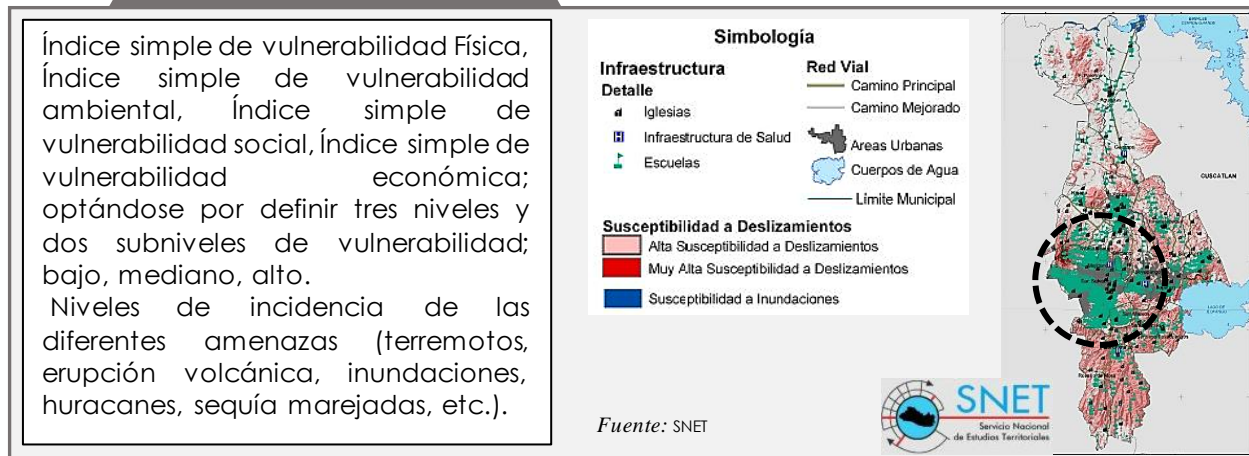 Índice simple de vulnerabilidad Física,
Índice simple de vulnerabilidad
ambiental, Índice simple de
vulnerabilidad social, Índice simple de
vulnerabilidad económica;
optándose por definir tres niveles y
dos subniveles de vulnerabilidad;
bajo, mediano, alto.
Niveles de incidencia de las
diferentes amenazas (terremotos,
erupción volcánica, inundaciones,
huracanes, sequía marejadas, etc.).
Simbología
Infraestructura
Detalle
Iglesias
Infraestructura de Salud
Escuelas
Red Vial
Camino Principal
Camino Mejorado
Areas Urbanas
Cuerpos de Agua
Límite Municipal
Susceptibilidad a Deslizamientos
Alta Susceptibilidad a Deslizamientos
Muy Alta Susceptibilidad a Deslizamientos
Susceptibilidad a Inundaciones
Fuente: SNET
SNET
Servicio Nacional
de Estudios Territoriales
CUSCATLAN